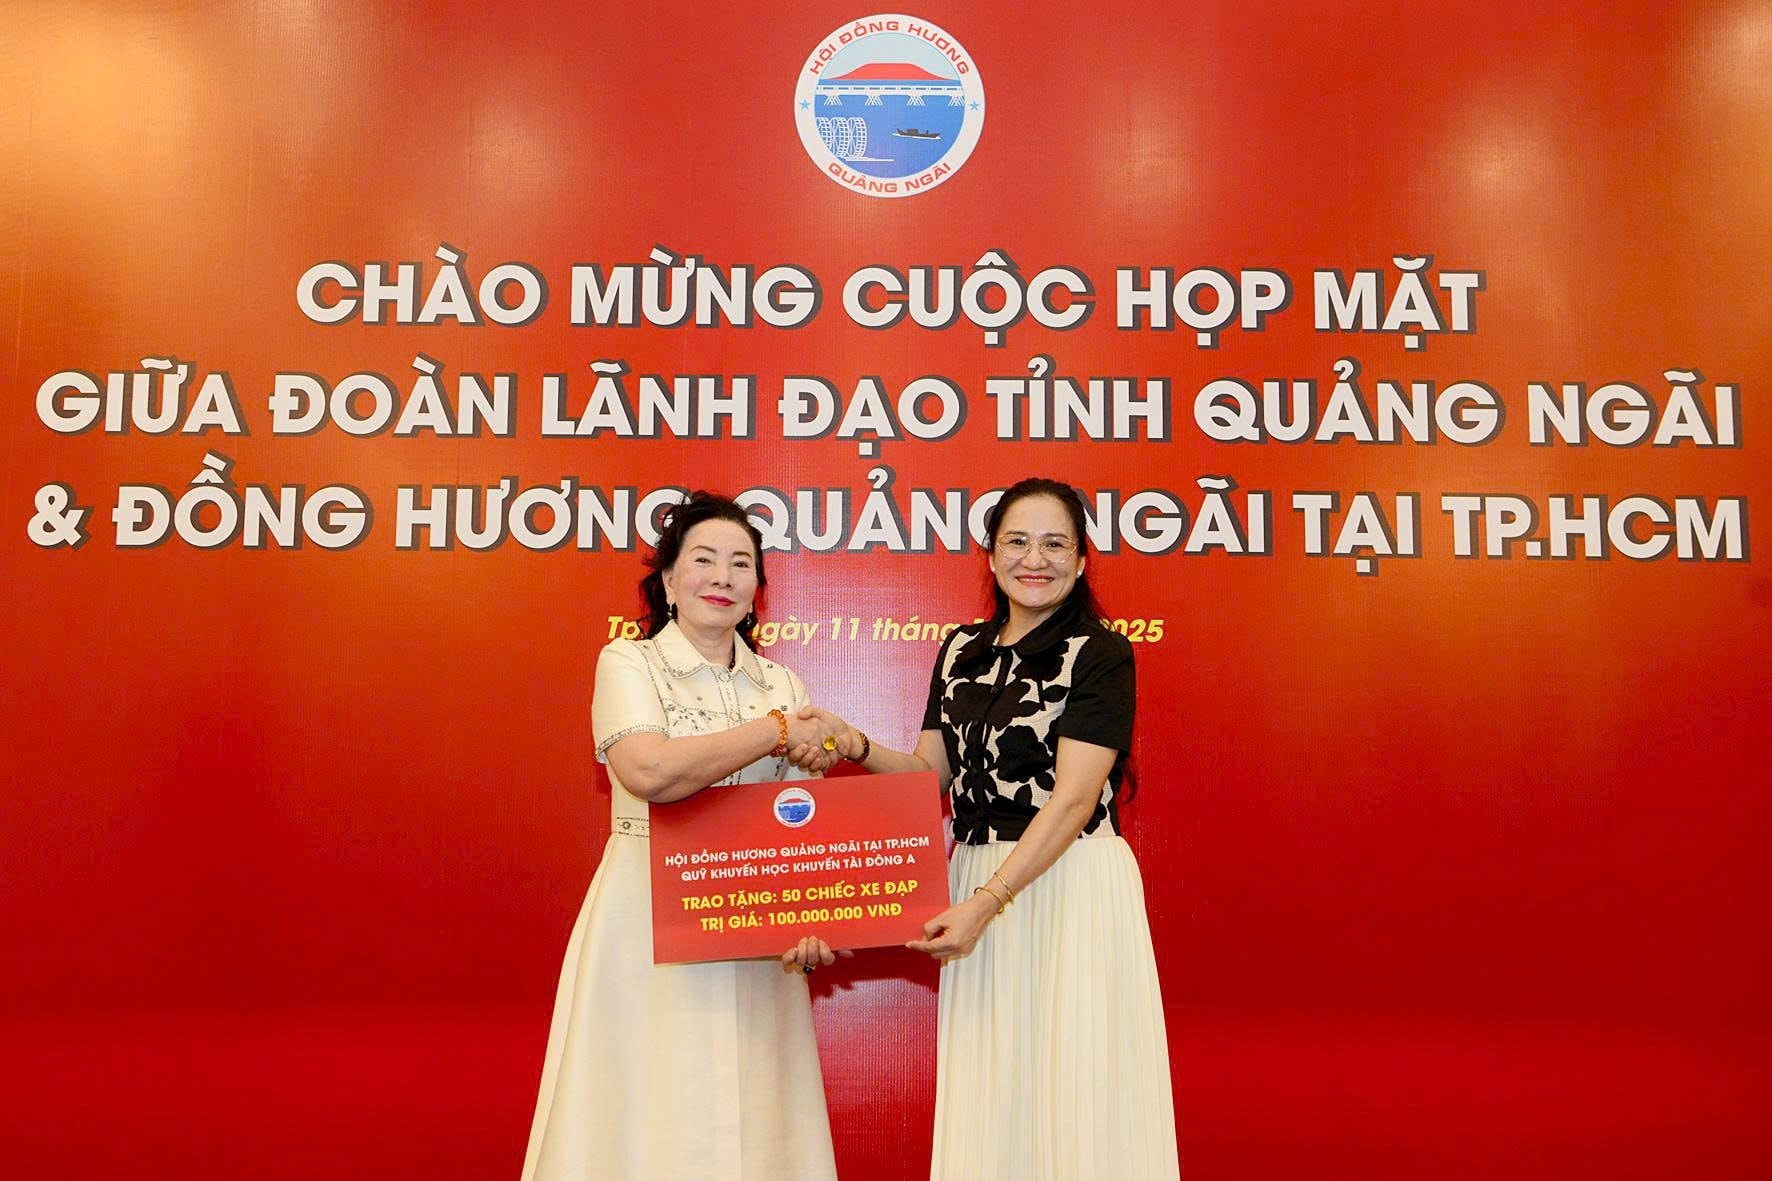 HỘI ĐỒNG HƯƠNG
QUẢNG NGÃI
CHÀO MỪNG CUỘC HỌP MẶT
GIỮA ĐOÀN LÃNH ĐẠO TỈNH QUẢNG NGÃI
& ĐỒNG HƯƠNG QUẢNG NGÃI TẠI TP.HCM
ngày 11 tháng 2025
HỘI ĐỒNG HƯƠNG QUẢNG NGÃI TẠI TP.HCM
QUỸ KHUYẾN HỌC KHUYẾN TÀI ĐÔNG A
TRAO TẶNG: 50 CHIẾC XE ĐẠP
TRỊ GIÁ: 100.000.000 VNĐ